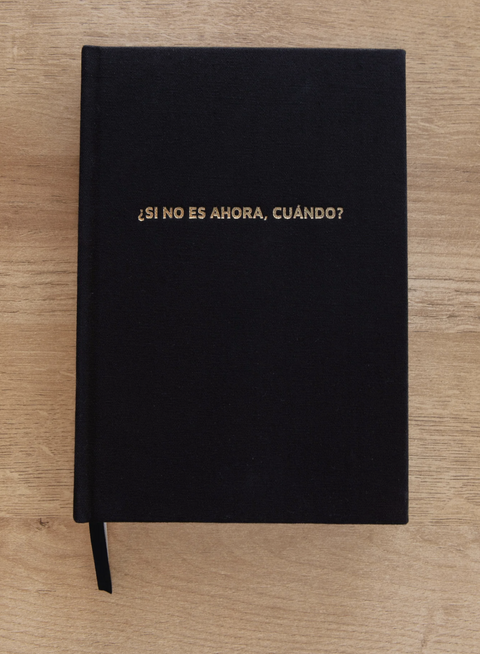 ¿SI NO ES AHORA, CUÁNDO?